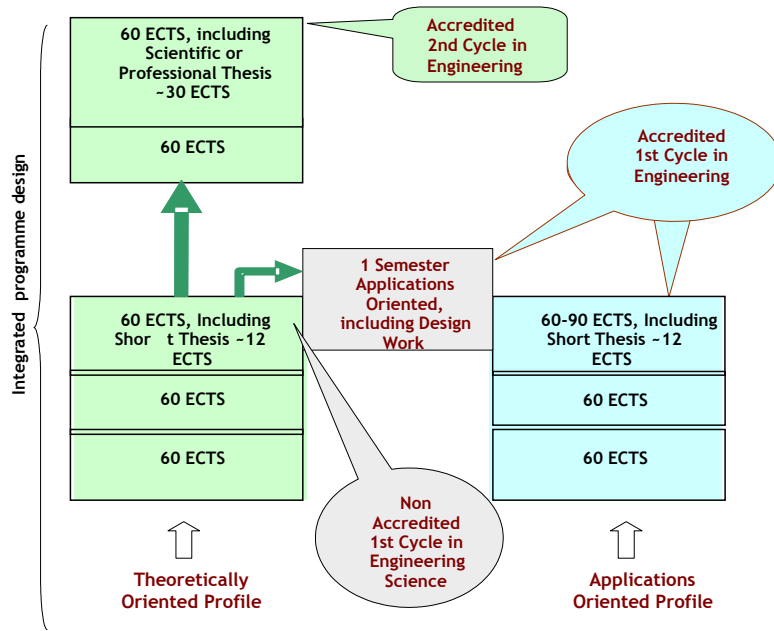 60 ECTS, including
Scientific or
Professional Thesis
~30 ECTS
60 ECTS
Accredited
2nd Cycle in
Engineering
Accredited
1st Cycle in
Engineering
Integrated programme design
1 Semester
Applications
Oriented,
including Design
Work
60 ECTS, Including
Shor t Thesis ~12
ECTS
60 ECTS
60 ECTS
60-90 ECTS, Including
Short Thesis ~12
ECTS
60 ECTS
60 ECTS
Non
Accredited
1st Cycle in
Engineering
Science
Theoretically
Oriented Profile
Applications
Oriented Profile